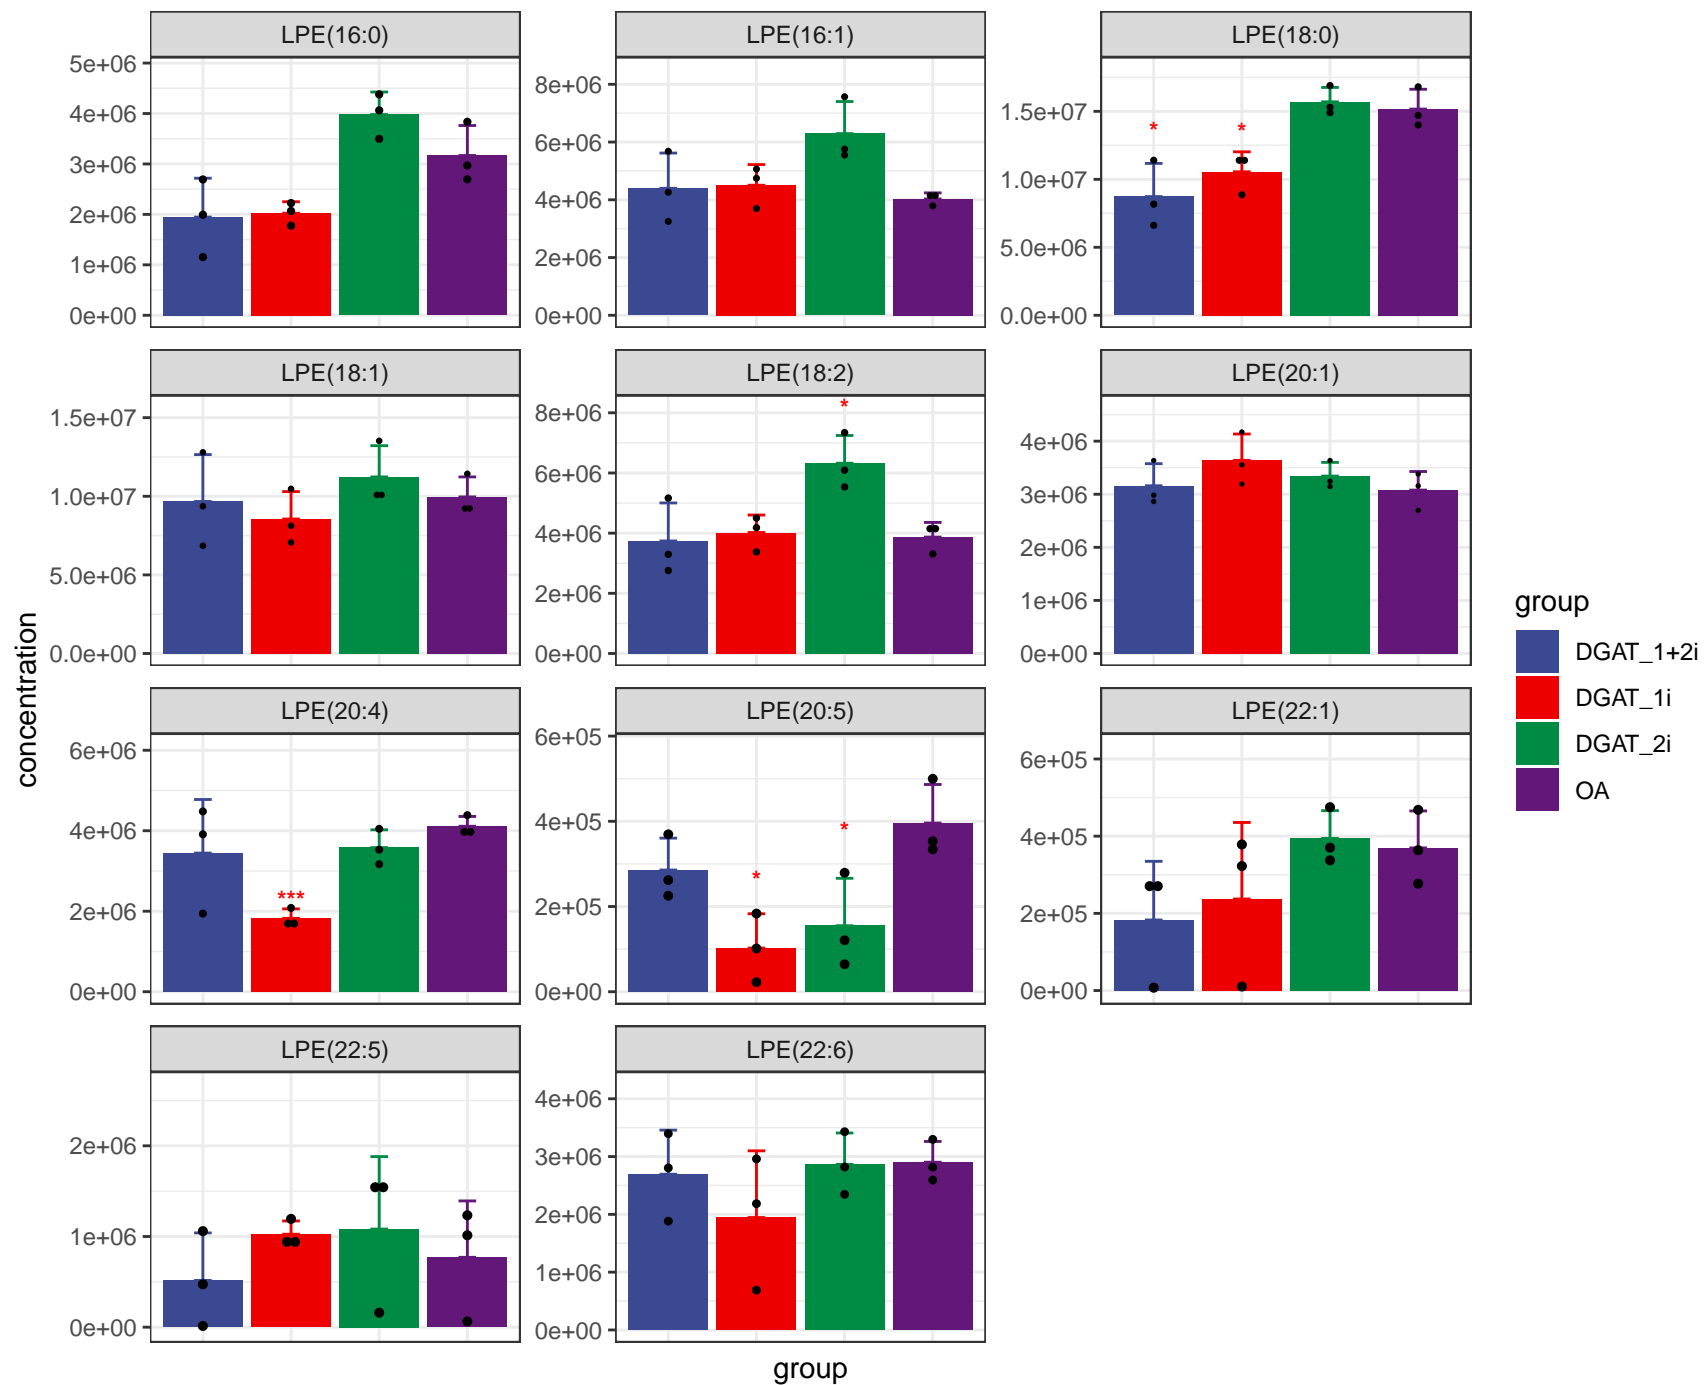 LPE(16:0)
LPE(16:1)
LPE(18:0)
5e+06
4e+06
3e+06
2e+06
1e+06
0e+00
8e+06
6e+06
4e+06
2e+06
0e+00
1.5e+07
1.0e+07
5.0e+06
0.0e+00
*
*
LPE(18:1)
LPE(18:2)
LPE(20:1)
1.5e+07
1.0e+07
5.0e+06
0.0e+00
8e+06
6e+06
4e+06
2e+06
0e+00
*
4e+06
3e+06
2e+06
1e+06
0e+00
LPE(20:4)
LPE(20:5)
LPE(22:1)
6e+06
4e+06
2e+06
0e+00
***
6e+05
4e+05
2e+05
0e+00
*
*
6e+05
4e+05
2e+05
0e+00
LPE(22:5)
LPE(22:6)
2e+06
1e+06
0e+00
4e+06
3e+06
2e+06
1e+06
0e+00
concentration
group
group
DGAT_1+2i
DGAT_1i
DGAT_2i
OA